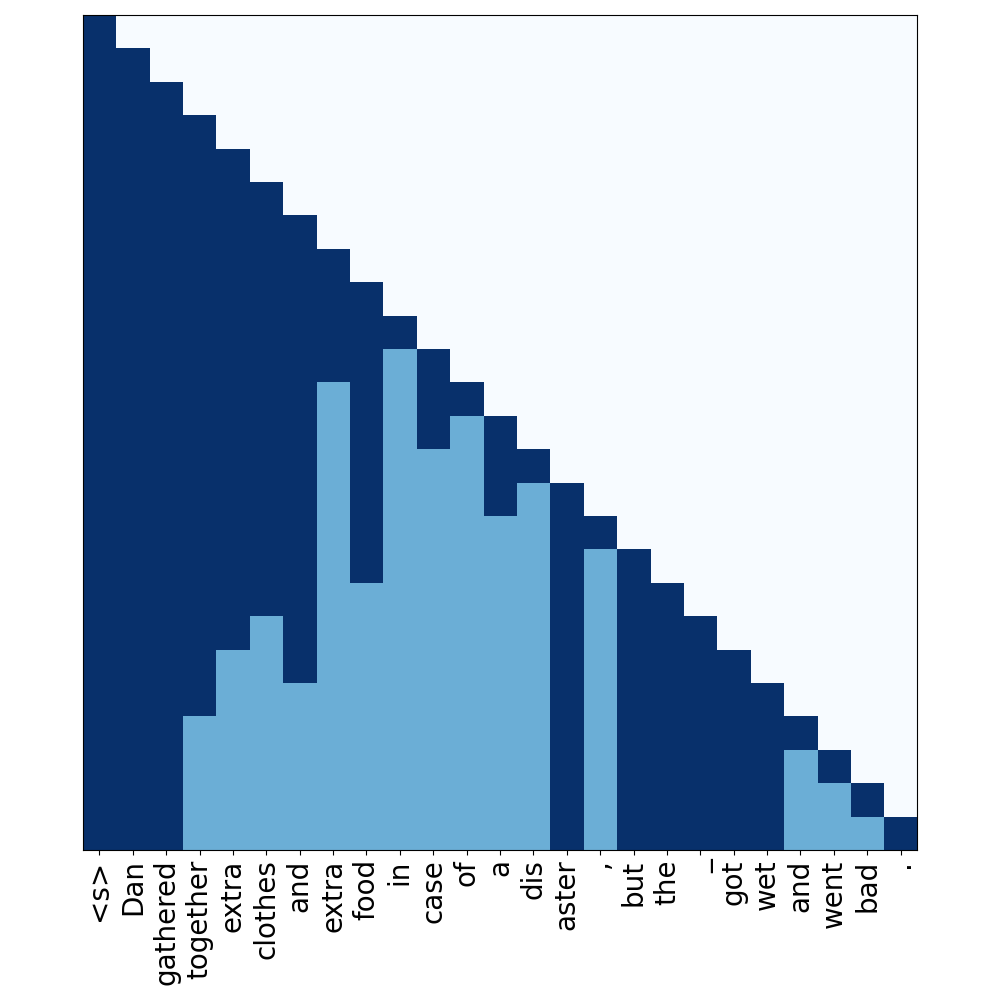 <s> Dan gathered together extra clothes and extra food in case of a dis aster , but the _ got wet and went bad .